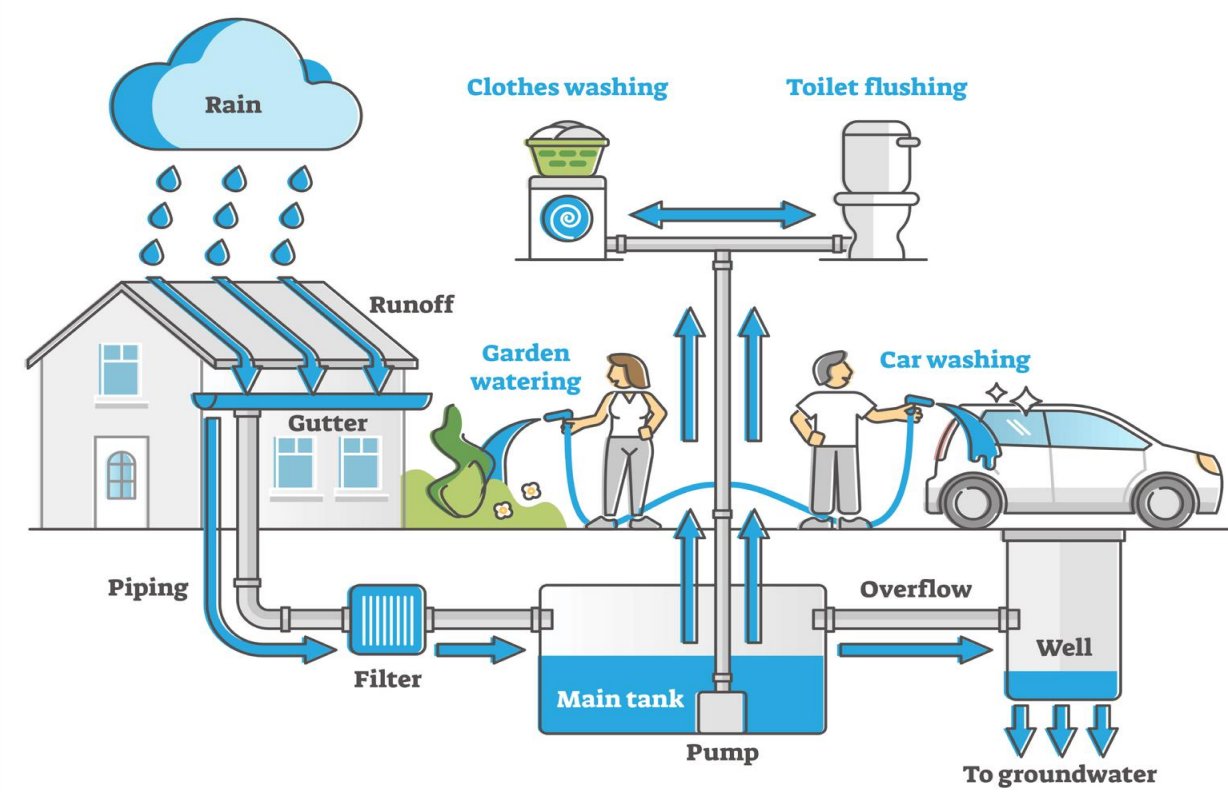 Rain
Clothes washing
Toilet flushing
Runoff
Garden
watering
Car washing
Gutter
Piping
Filter
Main tank
Pump
Overflow
Well
To groundwater